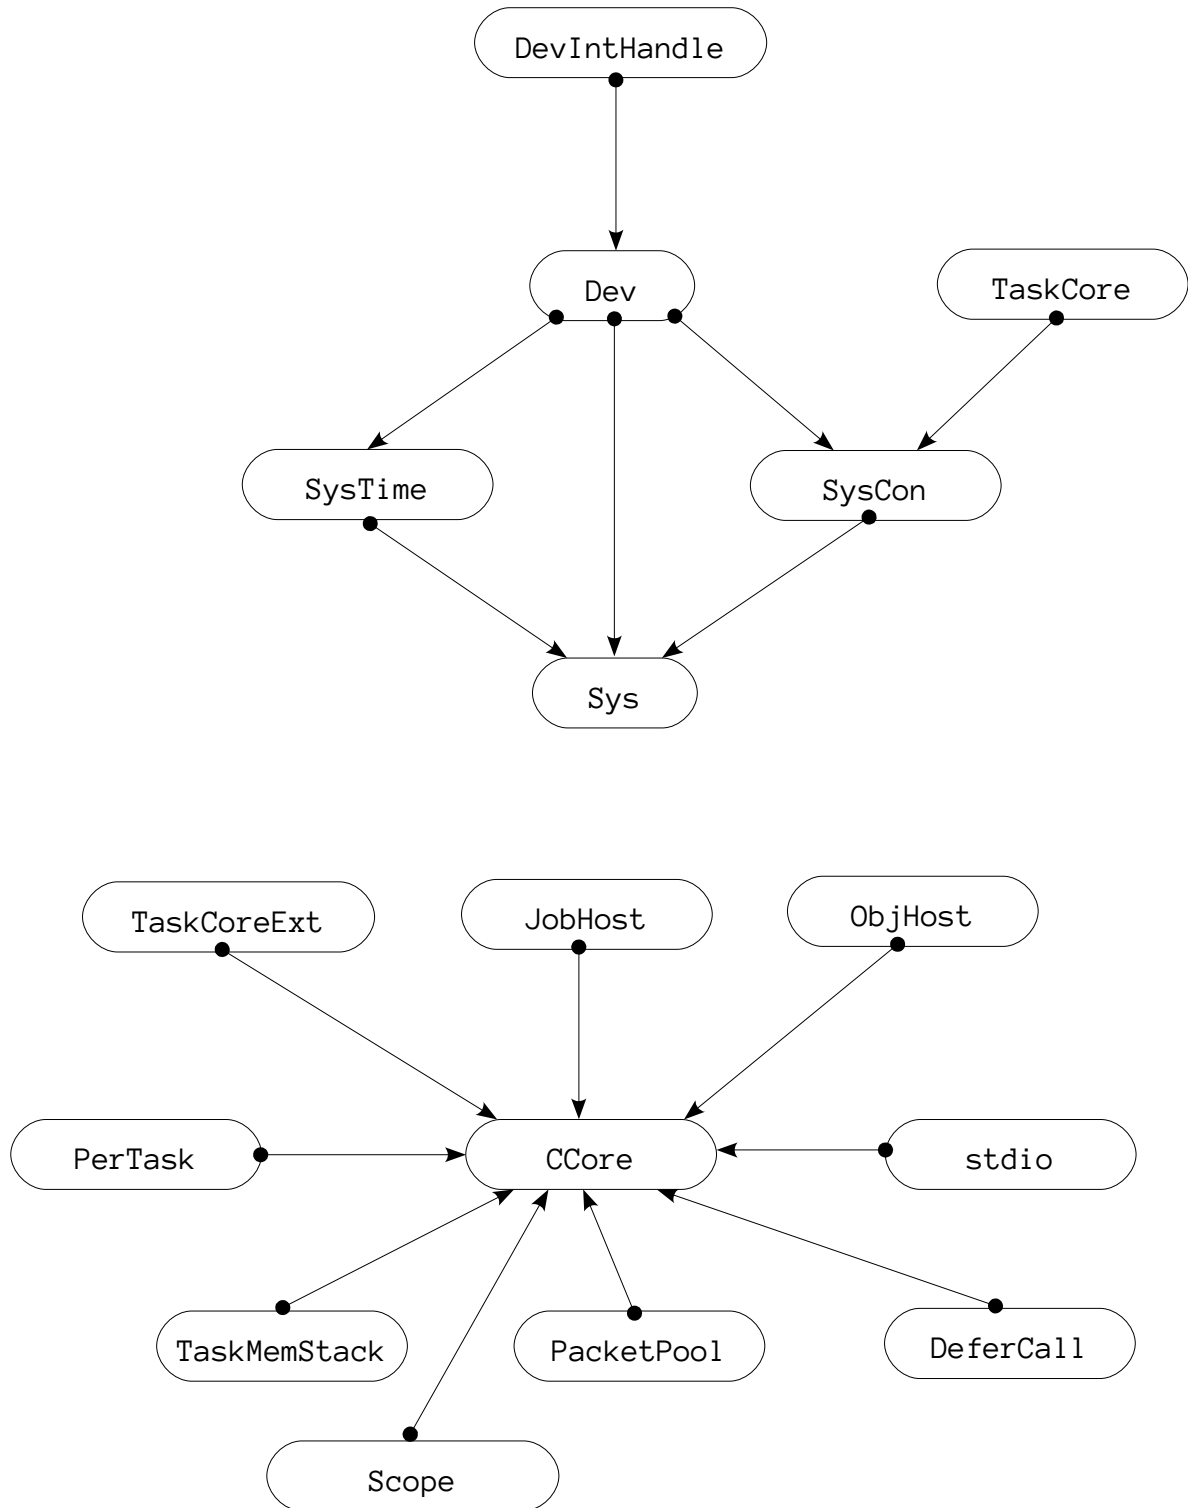 DevIntHandle
Dev
TaskCore
SysTime
SysCon
Sys
TaskCoreExt
JobHost
ObjHost
PerTask
CCore
stdio
TaskMemStack
PacketPool
DeferCall
Scope